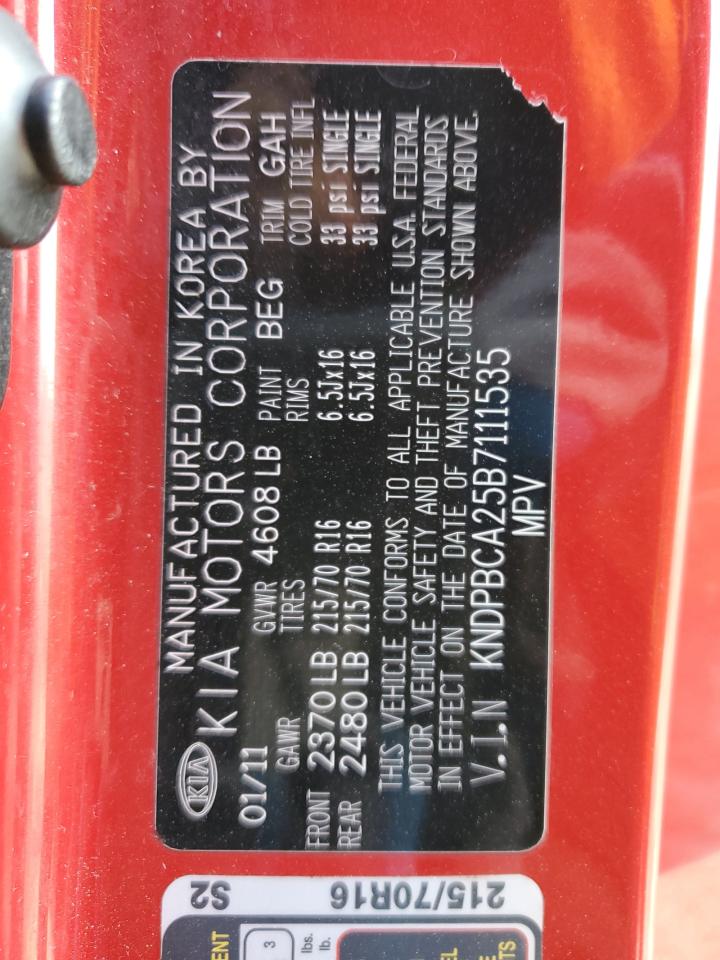 KIA
MANUFACTURED IN KOREA BY
KIA MOTORS CORPORATION
01/11 GVWR 4608 LB PAINT BEG TRIM GAH
GAWR TIRES RIMS COLD TIRE INFL
FRONT 2370 LB 215/70 R16 6.5Jx16 33 psi SINGLE
REAR 2480 LB 215/70 R16 6.5Jx16 33 psi SINGLE
THIS VEHICLE CONFORMS TO ALL APPLICABLE U.S.A. FEDERAL
MOTOR VEHICLE SAFETY AND THEFT PREVENTION STANDARDS
IN EFFECT ON THE DATE OF MANUFACTURE SHOWN ABOVE.
V.I.N KNDPBCA25B7111535
MPV
215/70R16 S2
3
lbs.
lb.